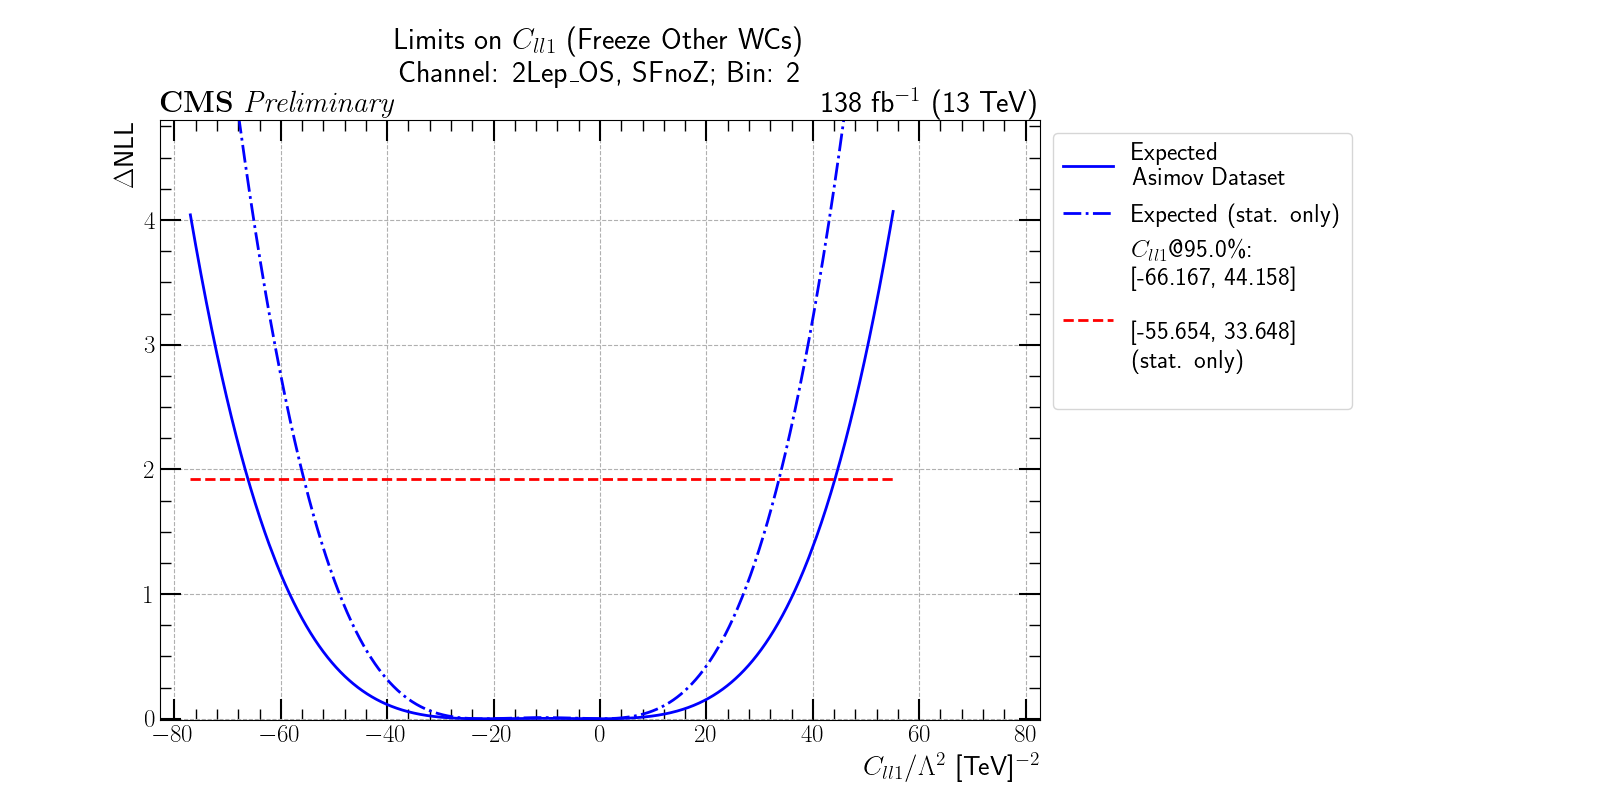 Limits on C_{ll1} (Freeze Other WCs)
Channel: 2Lep_OS, SFnoZ; Bin: 2
CMS Preliminary
138 fb⁻¹ (13 TeV)
ΔNLL
4
3
2
1
0
−80 −60 −40 −20 0 20 40 60 80
C_{ll1}/Λ² [TeV]⁻²
Expected
Asimov Dataset
Expected (stat. only)
C_{ll1}@95.0%:
[-66.167, 44.158]
[-55.654, 33.648]
(stat. only)